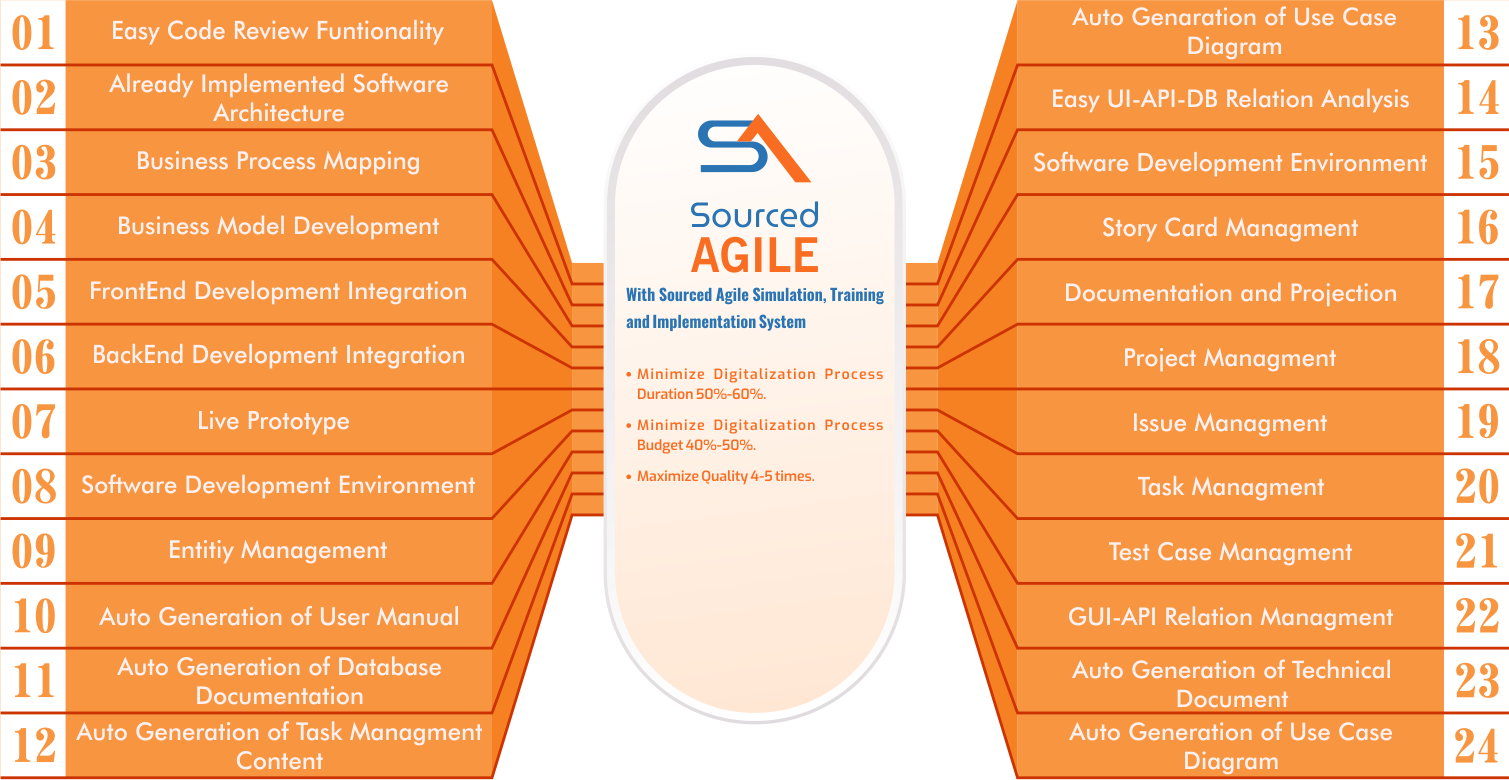 01
Easy Code Review Funtionality
02
Already Implemented Software
Architecture
03
Business Process Mapping
04
Business Model Development
05
FrontEnd Development Integration
06
BackEnd Development Integration
07
Live Prototype
08
Software Development Environment
09
Entitiy Management
10
Auto Generation of User Manual
11
Auto Generation of Database
Documentation
12
Auto Generation of Task Managment
Content
SA
Sourced
AGILE
With Sourced Agile Simulation, Training
and Implementation System
• Minimize Digitalization Process
Duration 50%-60%.
• Minimize Digitalization Process
Budget 40%-50%.
• Maximize Quality 4-5 times.
Auto Genaration of Use Case
Diagram
13
Easy UI-API-DB Relation Analysis
14
Software Development Environment
15
Story Card Managment
16
Documentation and Projection
17
Project Managment
18
Issue Managment
19
Task Managment
20
Test Case Managment
21
GUI-API Relation Managment
22
Auto Generation of Technical
Document
23
Auto Generation of Use Case
Diagram
24